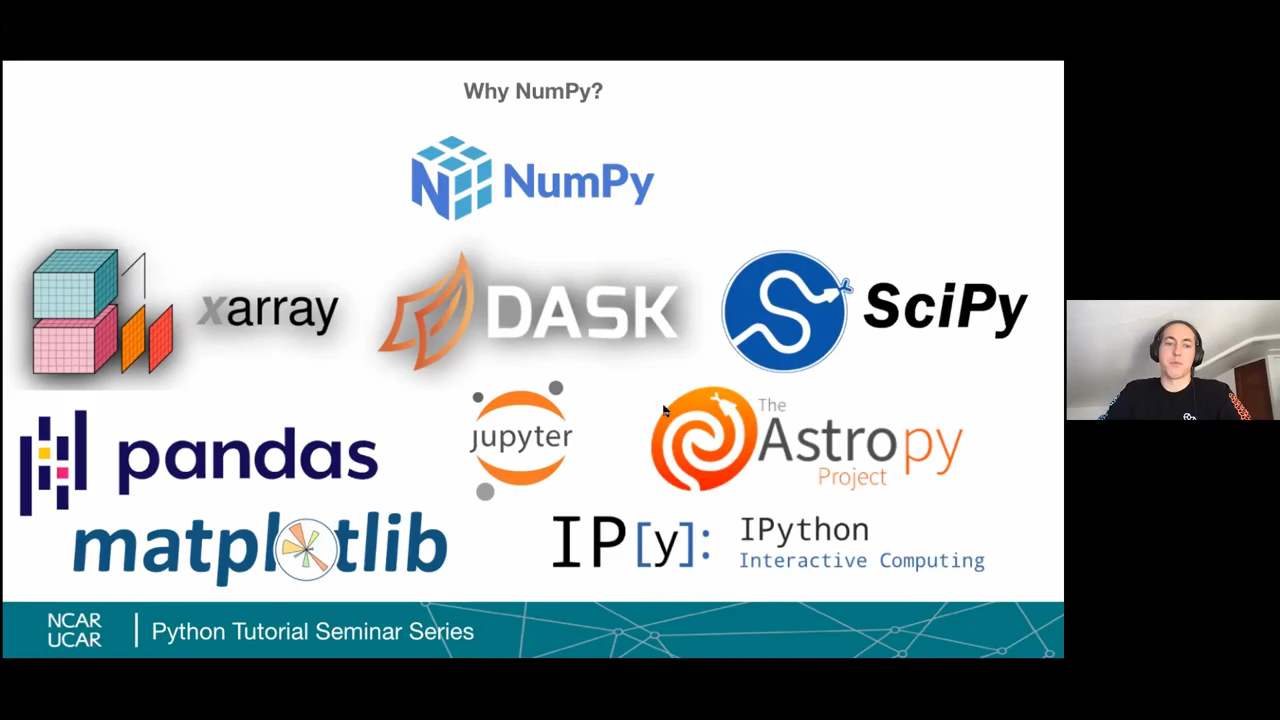 Why NumPy?
NumPy
xarray
DASK
SciPy
pandas
jupyter
The
Astropy
Project
matplotlib
IP[y]:
IPython
Interactive Computing
NCAR
UCAR
Python Tutorial Seminar Series